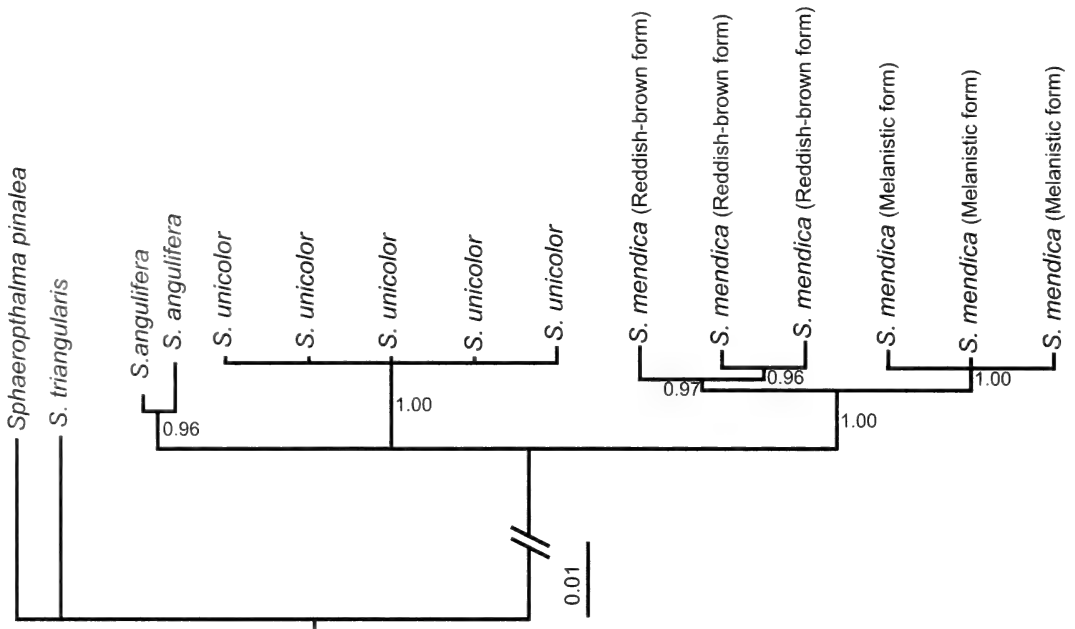 Sphaeropthalma pinalea
S. triangularis
S.angulifera
S. angulifera
S. unicolor
S. unicolor
S. unicolor
S. unicolor
S. unicolor
S. mendica (Reddish-brown form)
S. mendica (Reddish-brown form)
S. mendica (Reddish-brown form)
S. mendica (Melanistic form)
S. mendica (Melanistic form)
S. mendica (Melanistic form)
0.96
1.00
0.97
0.96
1.00
1.00
0.01